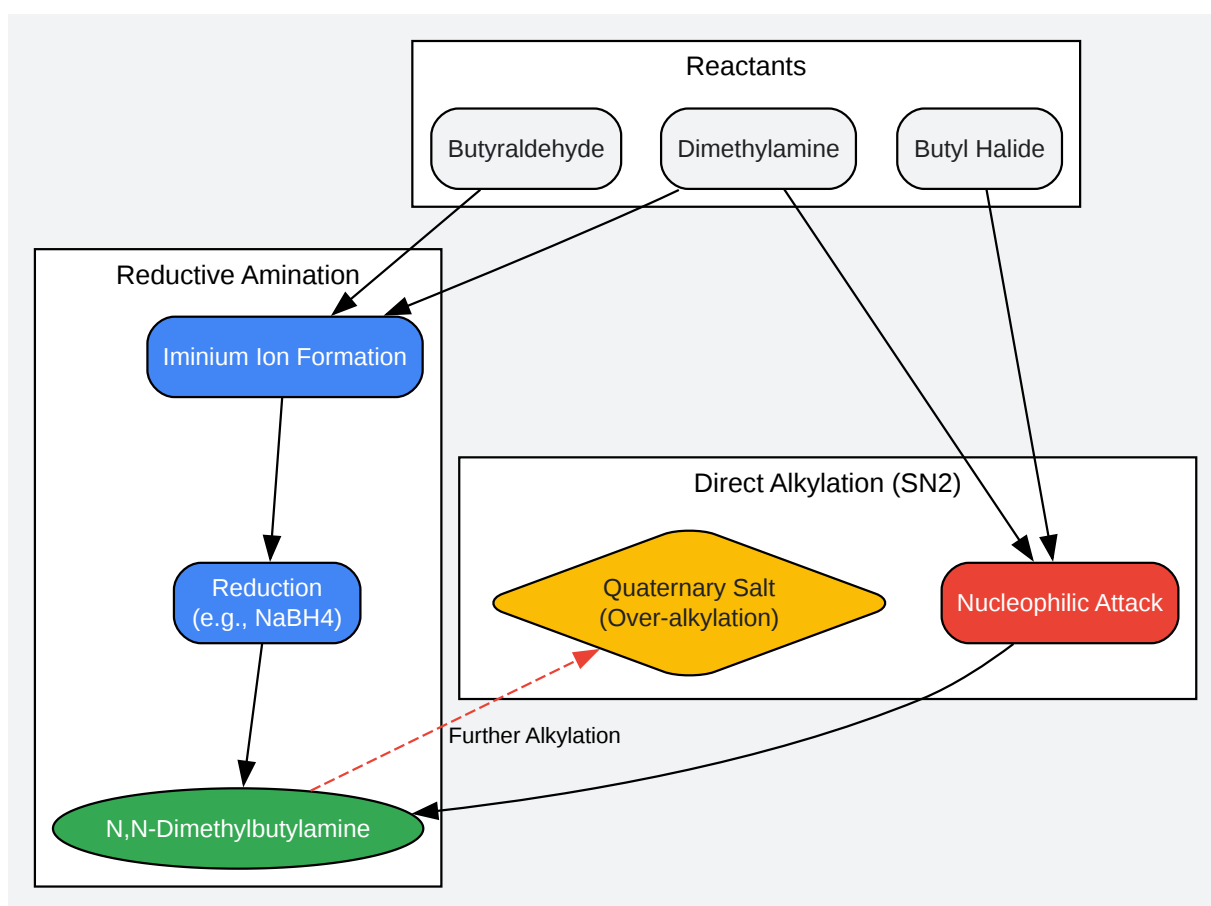 Reactants
Butyraldehyde
Dimethylamine
Butyl Halide
Reductive Amination
Iminium Ion Formation
Direct Alkylation (SN2)
Reduction
(e.g., NaBH4)
Quaternary Salt
(Over-alkylation)
Nucleophilic Attack
Further Alkylation
N,N-Dimethylbutylamine